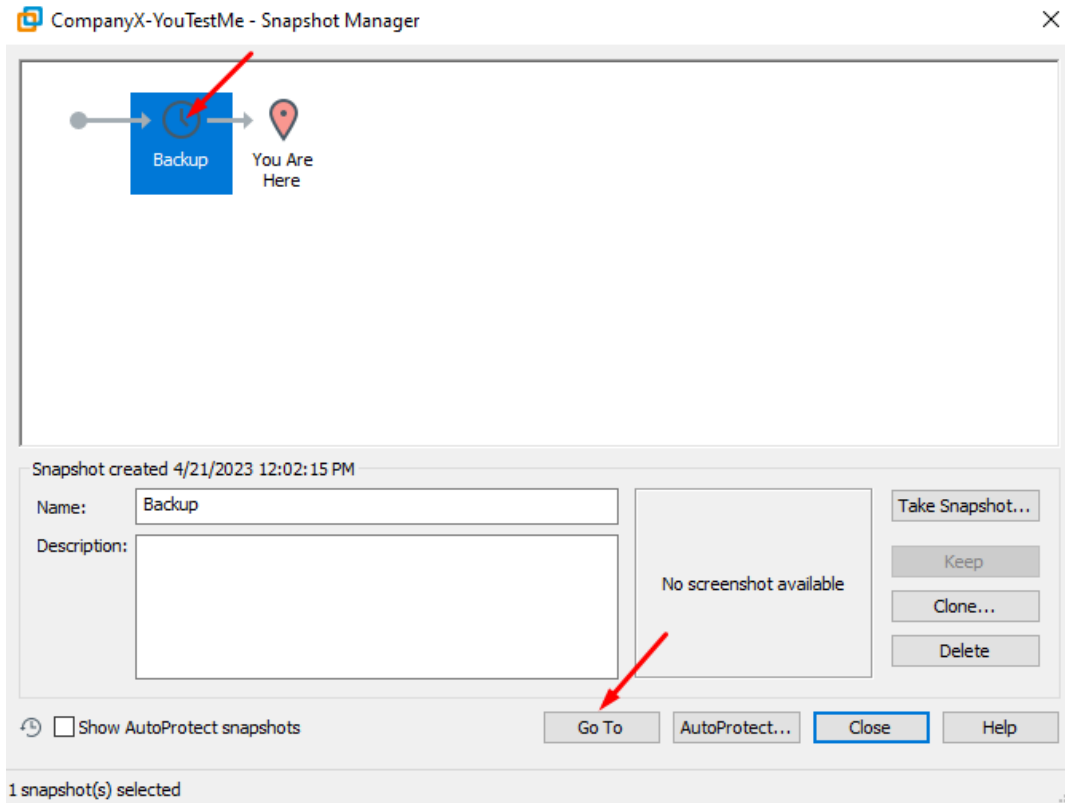 CompanyX-YouTestMe - Snapshot Manager
Backup
You Are
Here
Snapshot created 4/21/2023 12:02:15 PM
Name:
Backup
Take Snapshot...
Description:
No screenshot available
Keep
Clone...
Delete
Show AutoProtect snapshots
Go To
AutoProtect...
Close
Help
1 snapshot(s) selected